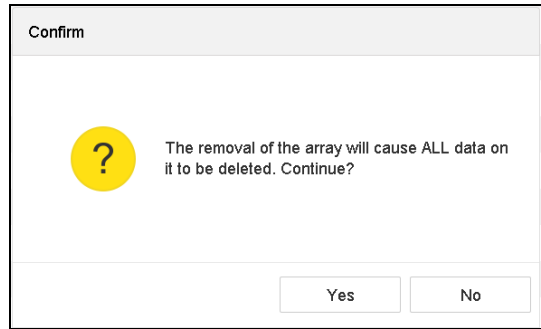 Confirm
?
The removal of the array will cause ALL data on
it to be deleted. Continue?
Yes
No